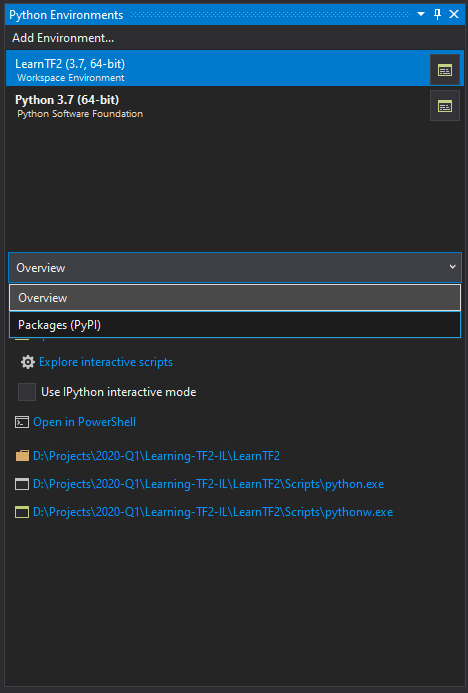 Python Environments
Add Environment...
LearnTF2 (3.7, 64-bit)
Workspace Environment
Python 3.7 (64-bit)
Python Software Foundation
Overview
Overview
Packages (PyPI)
Explore interactive scripts
Use IPython interactive mode
Open in PowerShell
D:\Projects\2020-Q1\Learning-TF2-IL\LearnTF2
D:\Projects\2020-Q1\Learning-TF2-IL\LearnTF2\Scripts\python.exe
D:\Projects\2020-Q1\Learning-TF2-IL\LearnTF2\Scripts\pythonw.exe